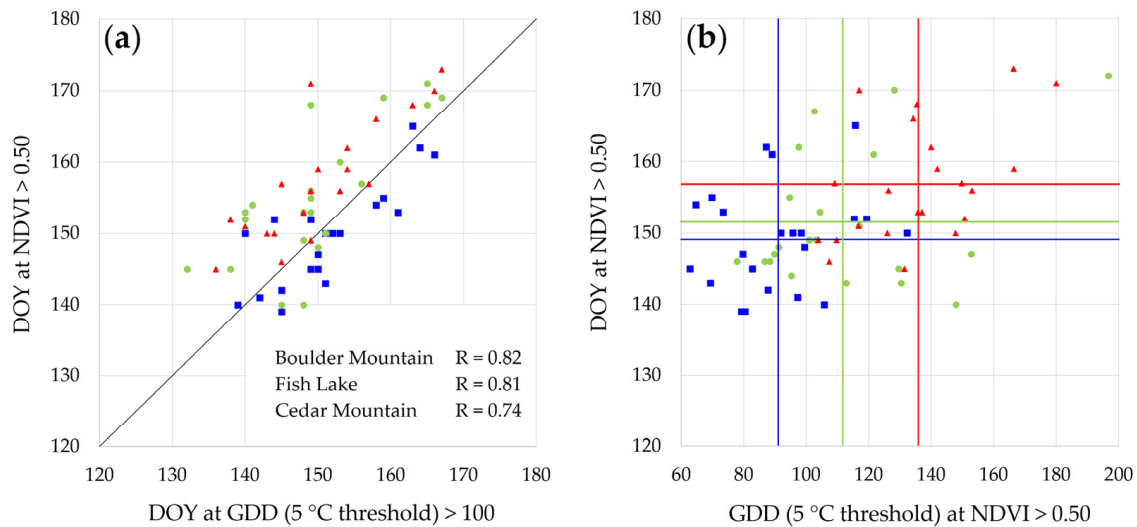 (a)
180
170
160
150
140
130
120
DOY at NDVI > 0.50
Boulder Mountain R = 0.82
Fish Lake R = 0.81
Cedar Mountain R = 0.74
120 130 140 150 160 170 180
DOY at GDD (5 °C threshold) > 100
(b)
180
170
160
150
140
130
120
DOY at NDVI > 0.50
60 80 100 120 140 160 180 200
GDD (5 °C threshold) at NDVI > 0.50